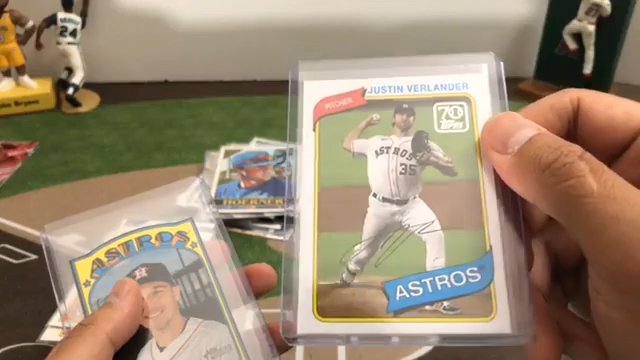 JUSTIN VERLANDER
PITCHER
70
Topps
ASTROS
35
ASTROS
ASTROS
HOERNER
24